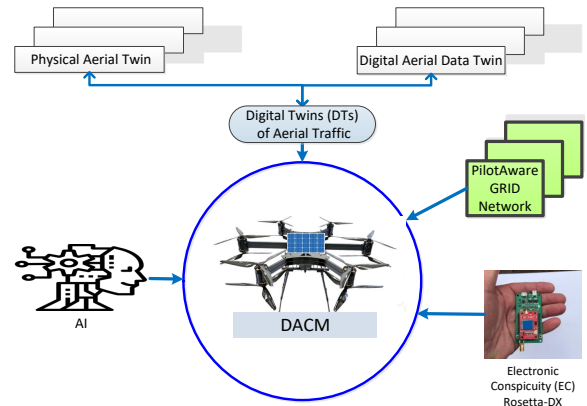 Physical Aerial Twin
Digital Aerial Data Twin
Digital Twins (DTs)
of Aerial Traffic
PilotAware
GRID
Network
AI
DACM
Electronic
Conspicuity (EC)
Rosetta-DX